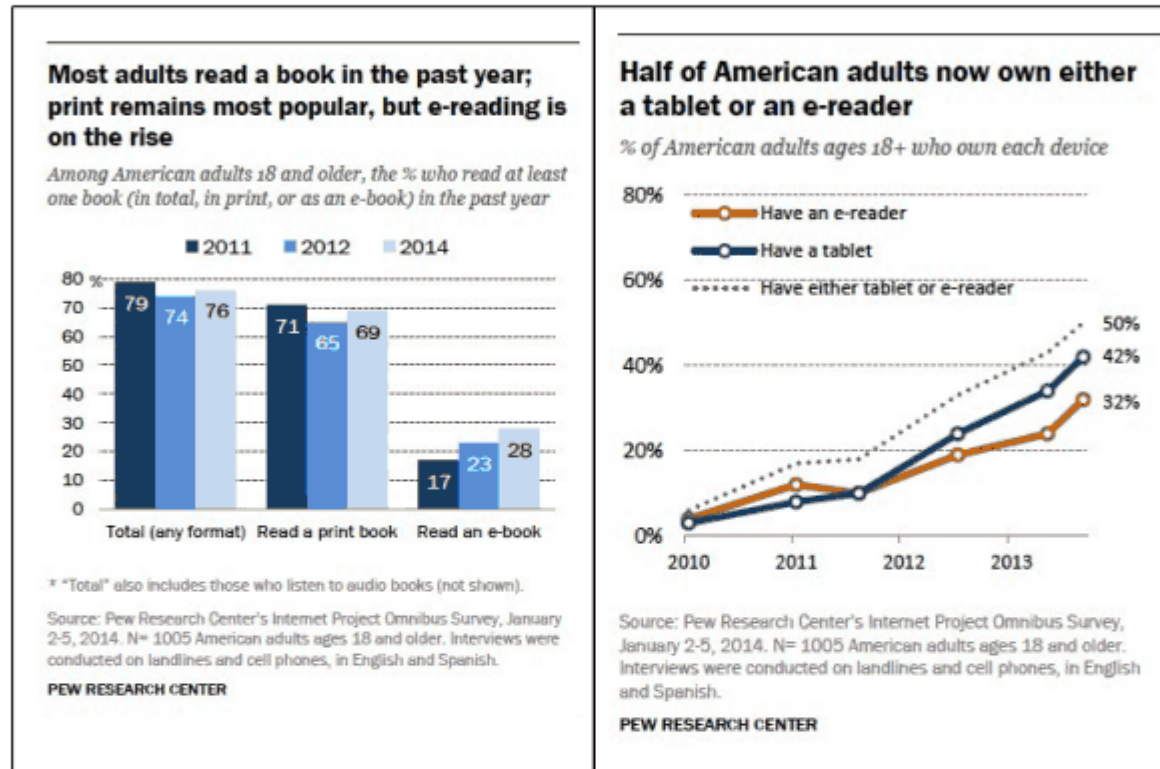 Most adults read a book in the past year;
print remains most popular, but e-reading is
on the rise
Among American adults 18 and older, the % who read at least
one book (in total, in print, or as an e-book) in the past year
2011 2012 2014
80 %
70
60
50
40
30
20
10
0
79 74 76
71 65 69
17 23 28
Total (any format) Read a print book Read an e-book
* "Total" also includes those who listen to audio books (not shown).
Source: Pew Research Center's Internet Project Omnibus Survey, January
2-5, 2014. N= 1005 American adults ages 18 and older. Interviews were
conducted on landlines and cell phones, in English and Spanish.
PEW RESEARCH CENTER
Half of American adults now own either
a tablet or an e-reader
% of American adults ages 18+ who own each device
80%
Have an e-reader
Have a tablet
60%
Have either tablet or e-reader
50%
42%
40%
32%
20%
0%
2010 2011 2012 2013
Source: Pew Research Center's Internet Project Omnibus Survey,
January 2-5, 2014. N= 1005 American adults ages 18 and older.
Interviews were conducted on landlines and cell phones, in English
and Spanish.
PEW RESEARCH CENTER